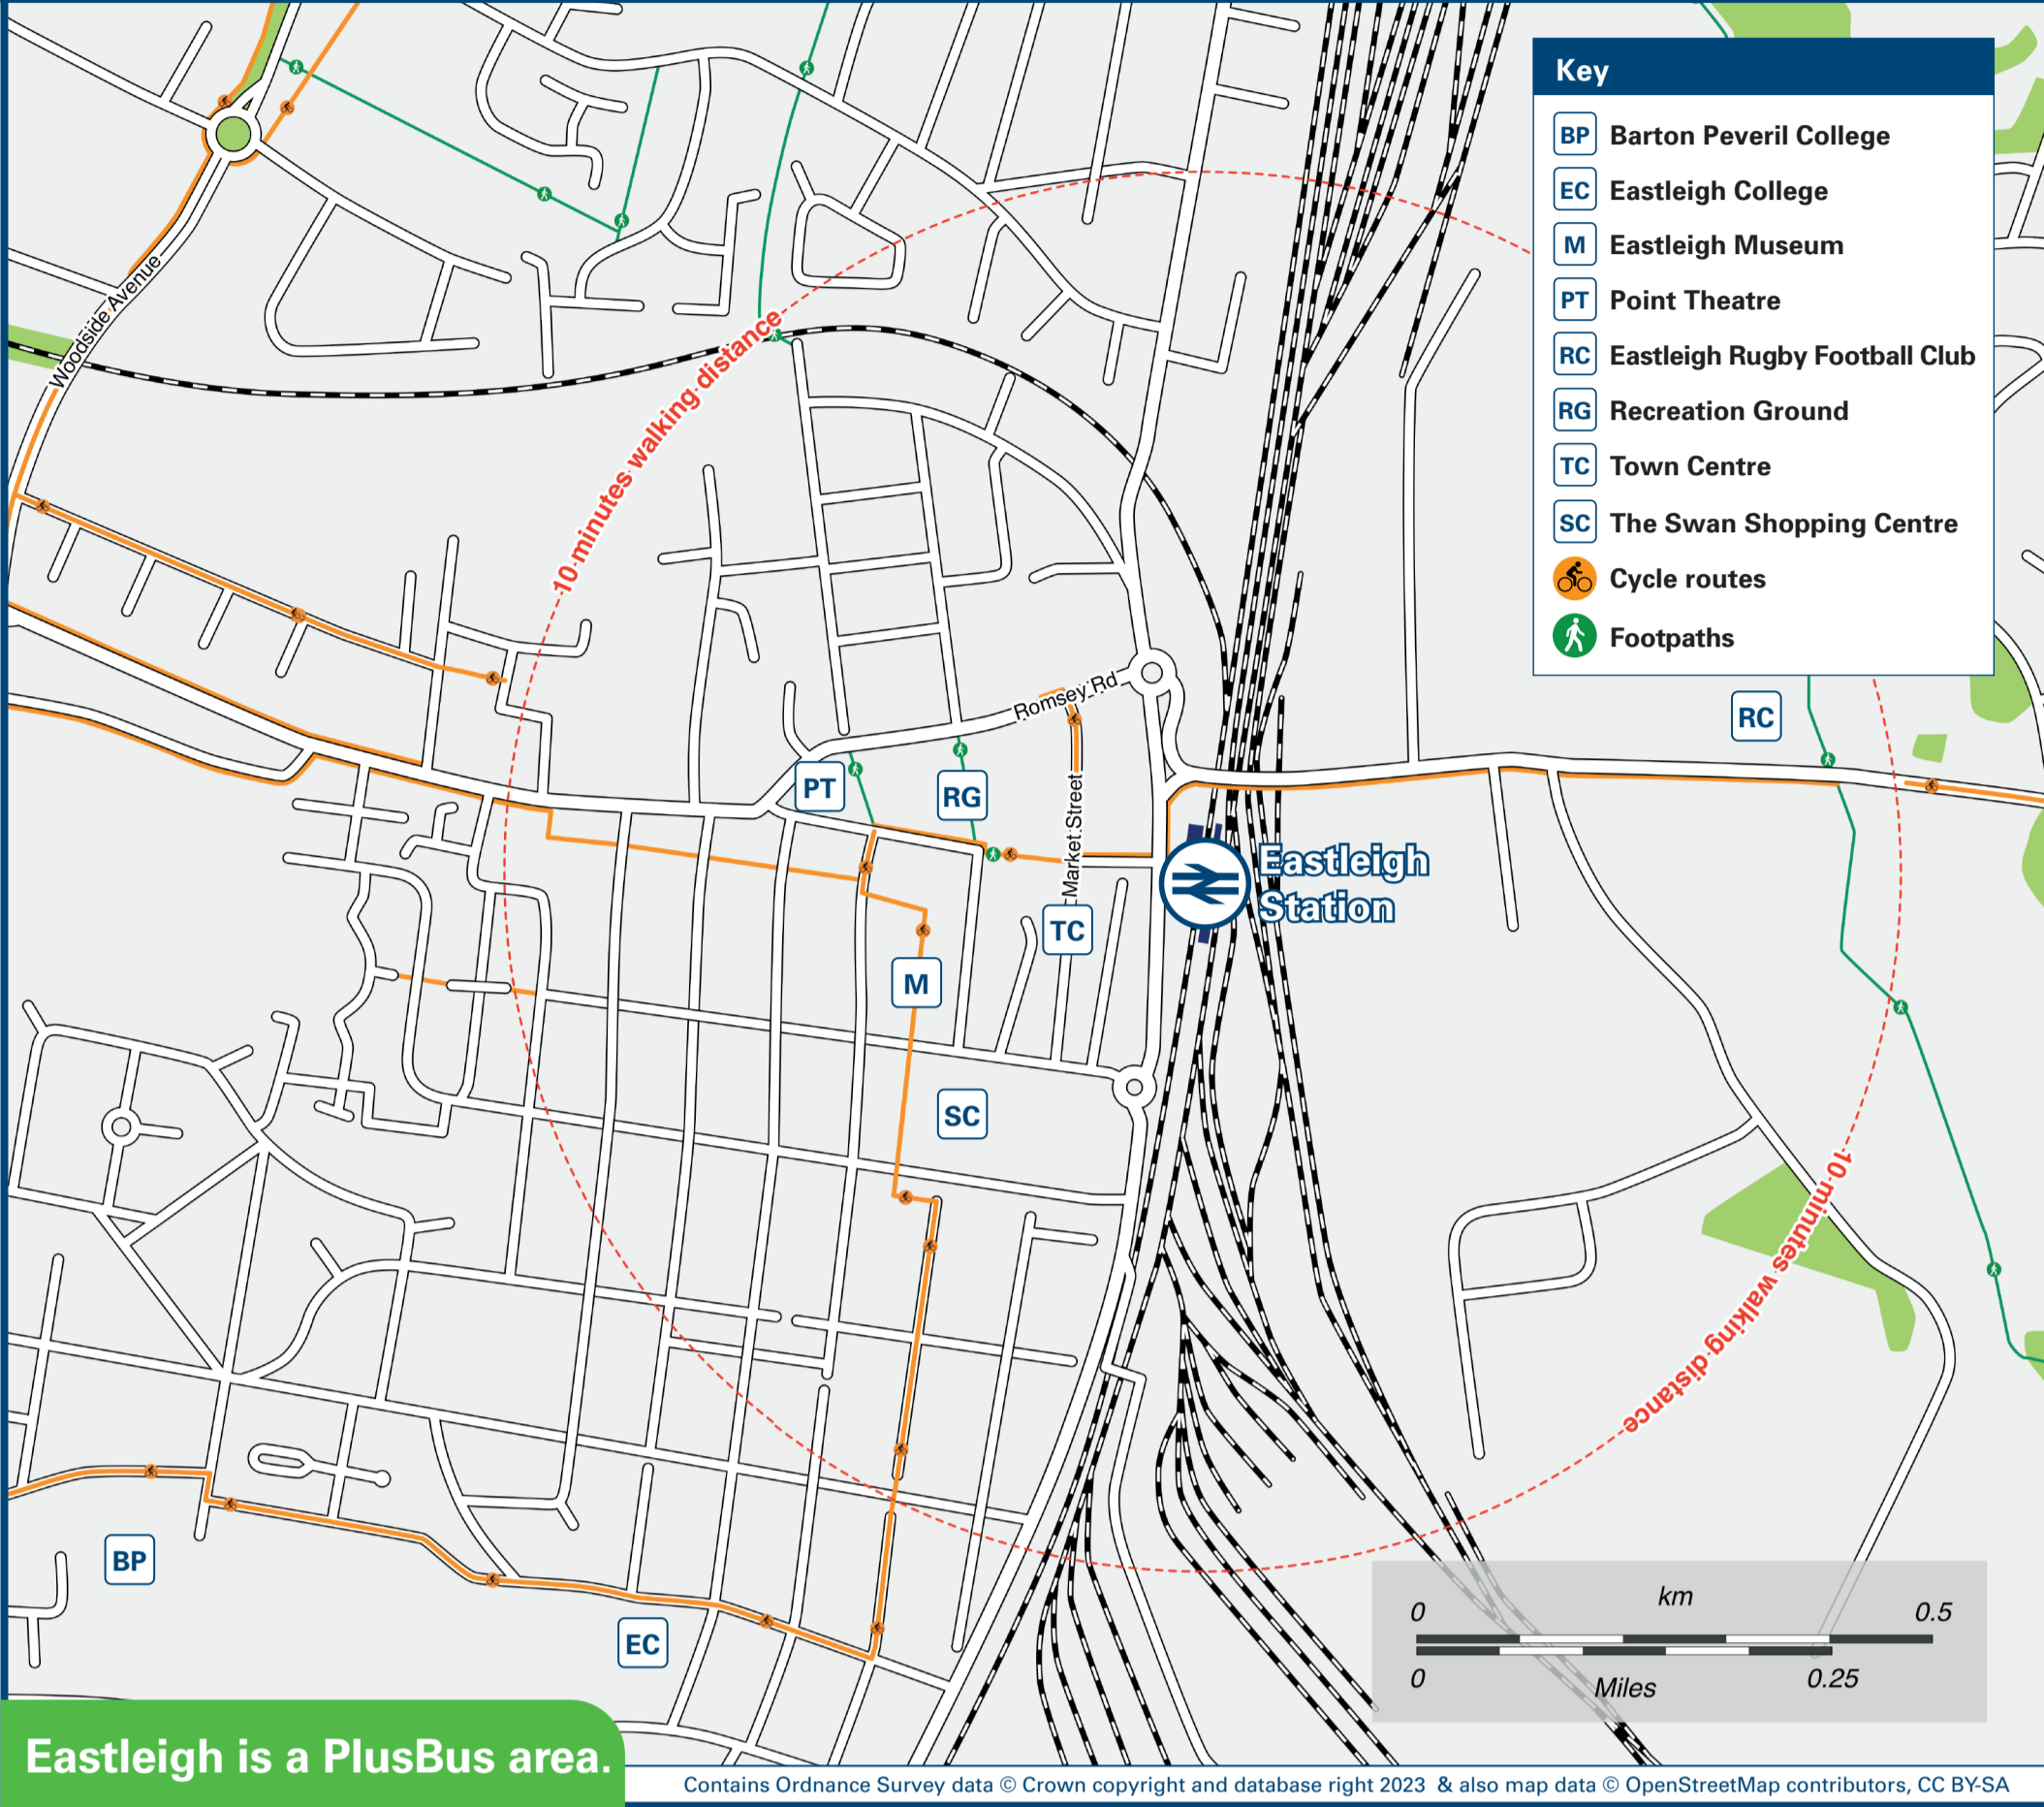 Key
BP Barton Peveril College
EC Eastleigh College
M Eastleigh Museum
PT Point Theatre
RC Eastleigh Rugby Football Club
RG Recreation Ground
TC Town Centre
SC The Swan Shopping Centre
Cycle routes
Footpaths
Woodside Avenue
10 minutes walking distance
Romsey Rd
RC
PT
RG
Market Street
Eastleigh
Station
TC
M
SC
10 minutes walking distance
BP
EC
km
0 0.5
0 0.25
Miles
Eastleigh is a PlusBus area.
Contains Ordnance Survey data © Crown copyright and database right 2023 & also map data © OpenStreetMap contributors, CC BY-SA